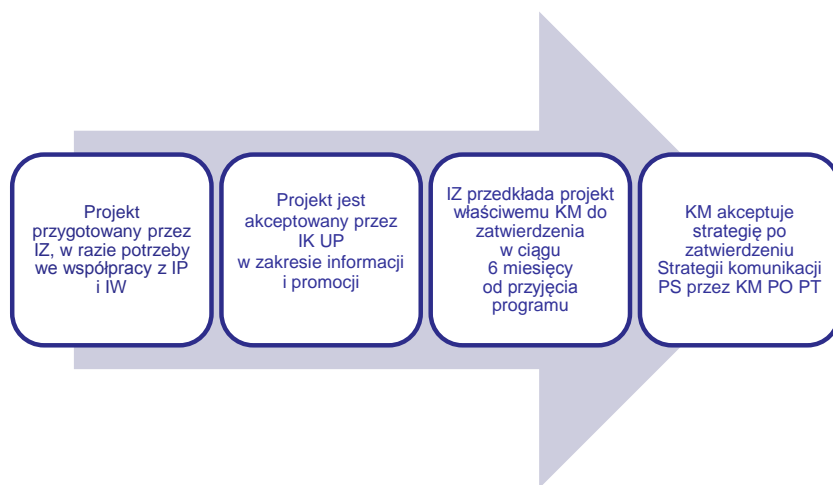 Projekt
przygotowany przez
IZ, w razie potrzeby
we współpracy z IP
i IW
Projekt jest
akceptowany przez
IK UP
w zakresie informacji
i promocji
IZ przedkłada projekt
właściwemu KM do
zatwierdzenia
w ciągu
6 miesięcy
od przyjęcia
programu
KM akceptuje
strategię po
zatwierdzeniu
Strategii komunikacji
PS przez KM PO PT